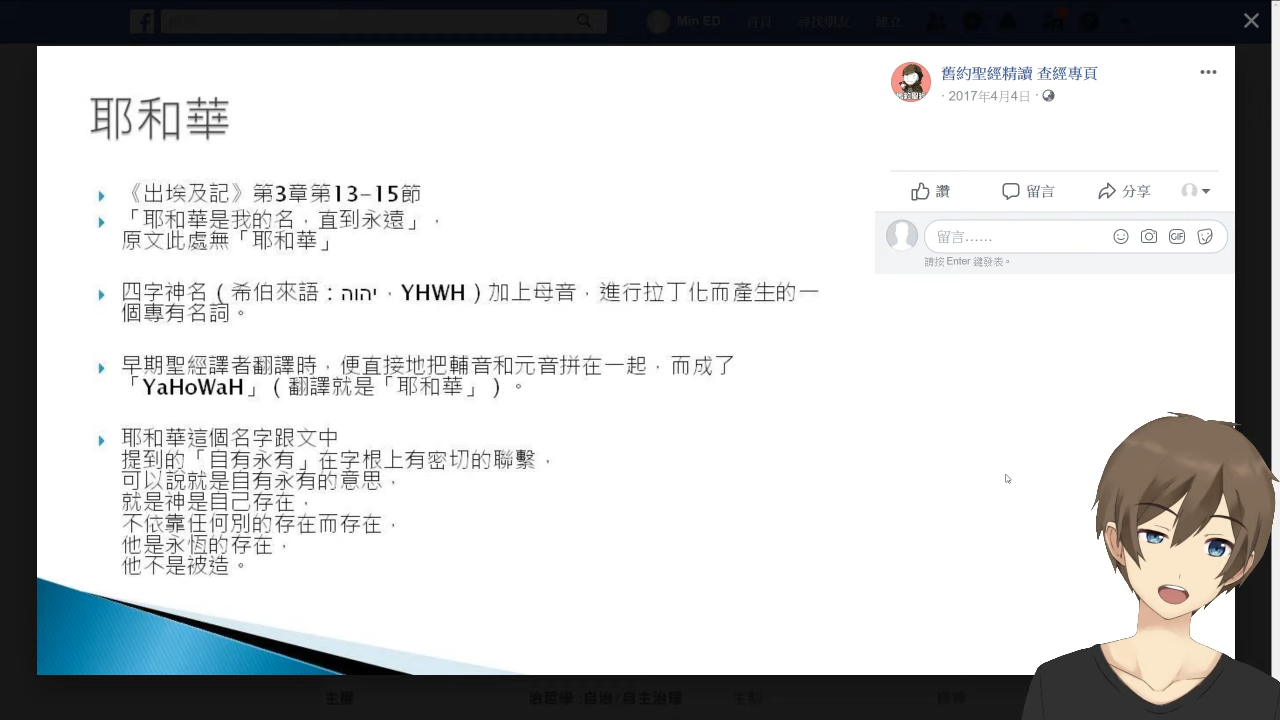 Min ED
首頁
尋找朋友
建立
耶和華
《出埃及記》第3章第13-15節
「耶和華是我的名，直到永遠」，
原文此處無「耶和華」
四字神名（希伯來語：יהוה，YHWH）加上母音，進行拉丁化而產生的一
個專有名詞。
早期聖經譯者翻譯時，便直接地把輔音和元音拼在一起，而成了
「YaHoWaH」（翻譯就是「耶和華」）。
耶和華這個名字跟文中
提到的「自有永有」在字根上有密切的聯繫，
可以說就是自有永有的意思，
就是神是自己存在，
不依靠任何別的存在而存在，
他是永恆的存在，
他不是被造。
舊約聖經精讀 查經專頁
· 2017年4月4日 ·
讚
留言
分享
留言……
GIF
請按 Enter 鍵發表。
主權
治哲學 :自治/自主治理